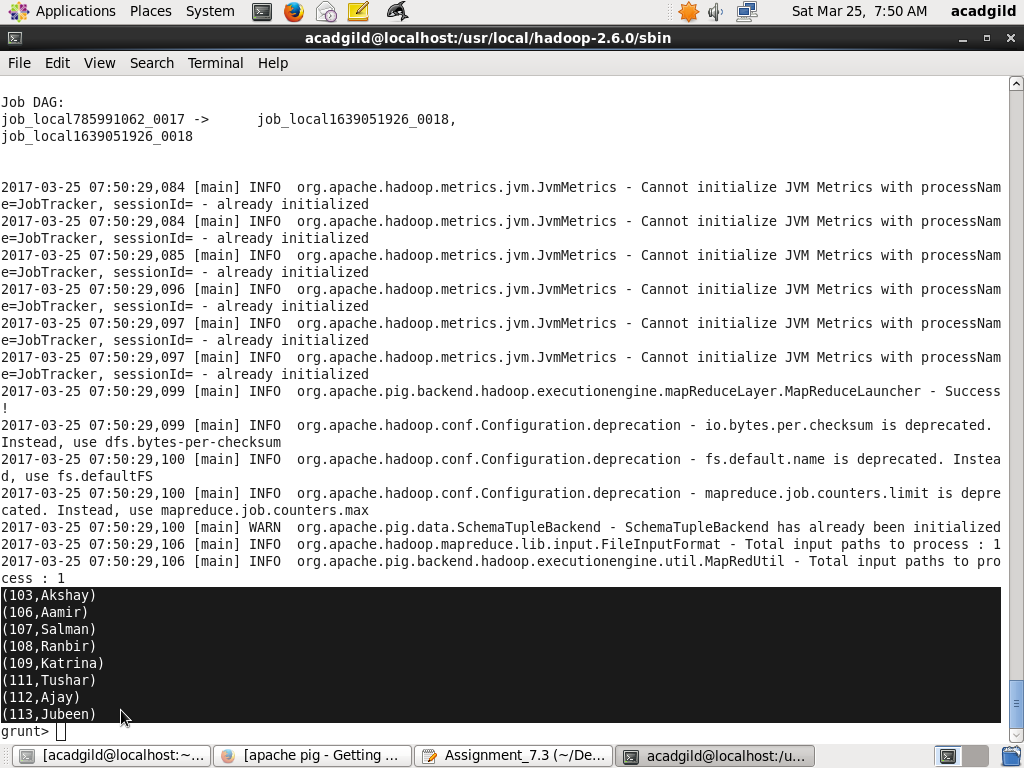 Applications Places System Sat Mar 25, 7:50 AM acadgild
acadgild@localhost:/usr/local/hadoop-2.6.0/sbin
File Edit View Search Terminal Help
Job DAG:
job_local785991062_0017 -> job_local1639051926_0018,
job_local1639051926_0018
2017-03-25 07:50:29,084 [main] INFO org.apache.hadoop.metrics.jvm.JvmMetrics - Cannot initialize JVM Metrics with processNam
e=JobTracker, sessionId= - already initialized
2017-03-25 07:50:29,084 [main] INFO org.apache.hadoop.metrics.jvm.JvmMetrics - Cannot initialize JVM Metrics with processNam
e=JobTracker, sessionId= - already initialized
2017-03-25 07:50:29,085 [main] INFO org.apache.hadoop.metrics.jvm.JvmMetrics - Cannot initialize JVM Metrics with processNam
e=JobTracker, sessionId= - already initialized
2017-03-25 07:50:29,096 [main] INFO org.apache.hadoop.metrics.jvm.JvmMetrics - Cannot initialize JVM Metrics with processNam
e=JobTracker, sessionId= - already initialized
2017-03-25 07:50:29,097 [main] INFO org.apache.hadoop.metrics.jvm.JvmMetrics - Cannot initialize JVM Metrics with processNam
e=JobTracker, sessionId= - already initialized
2017-03-25 07:50:29,097 [main] INFO org.apache.hadoop.metrics.jvm.JvmMetrics - Cannot initialize JVM Metrics with processNam
e=JobTracker, sessionId= - already initialized
2017-03-25 07:50:29,099 [main] INFO org.apache.pig.backend.hadoop.executionengine.mapReduceLayer.MapReduceLauncher - Success
!
2017-03-25 07:50:29,099 [main] INFO org.apache.hadoop.conf.Configuration.deprecation - io.bytes.per.checksum is deprecated.
Instead, use dfs.bytes-per-checksum
2017-03-25 07:50:29,100 [main] INFO org.apache.hadoop.conf.Configuration.deprecation - fs.default.name is deprecated. Instea
d, use fs.defaultFS
2017-03-25 07:50:29,100 [main] INFO org.apache.hadoop.conf.Configuration.deprecation - mapreduce.job.counters.limit is depre
cated. Instead, use mapreduce.job.counters.max
2017-03-25 07:50:29,100 [main] WARN org.apache.pig.data.SchemaTupleBackend - SchemaTupleBackend has already been initialized
2017-03-25 07:50:29,106 [main] INFO org.apache.hadoop.mapreduce.lib.input.FileInputFormat - Total input paths to process : 1
2017-03-25 07:50:29,106 [main] INFO org.apache.pig.backend.hadoop.executionengine.util.MapRedUtil - Total input paths to pro
cess : 1
(103,Akshay)
(106,Aamir)
(107,Salman)
(108,Ranbir)
(109,Katrina)
(111,Tushar)
(112,Ajay)
(113,Jubeen)
grunt>
[acadgild@localhost:~... [apache pig - Getting ... Assignment_7.3 (~/De... acadgild@localhost:/u...